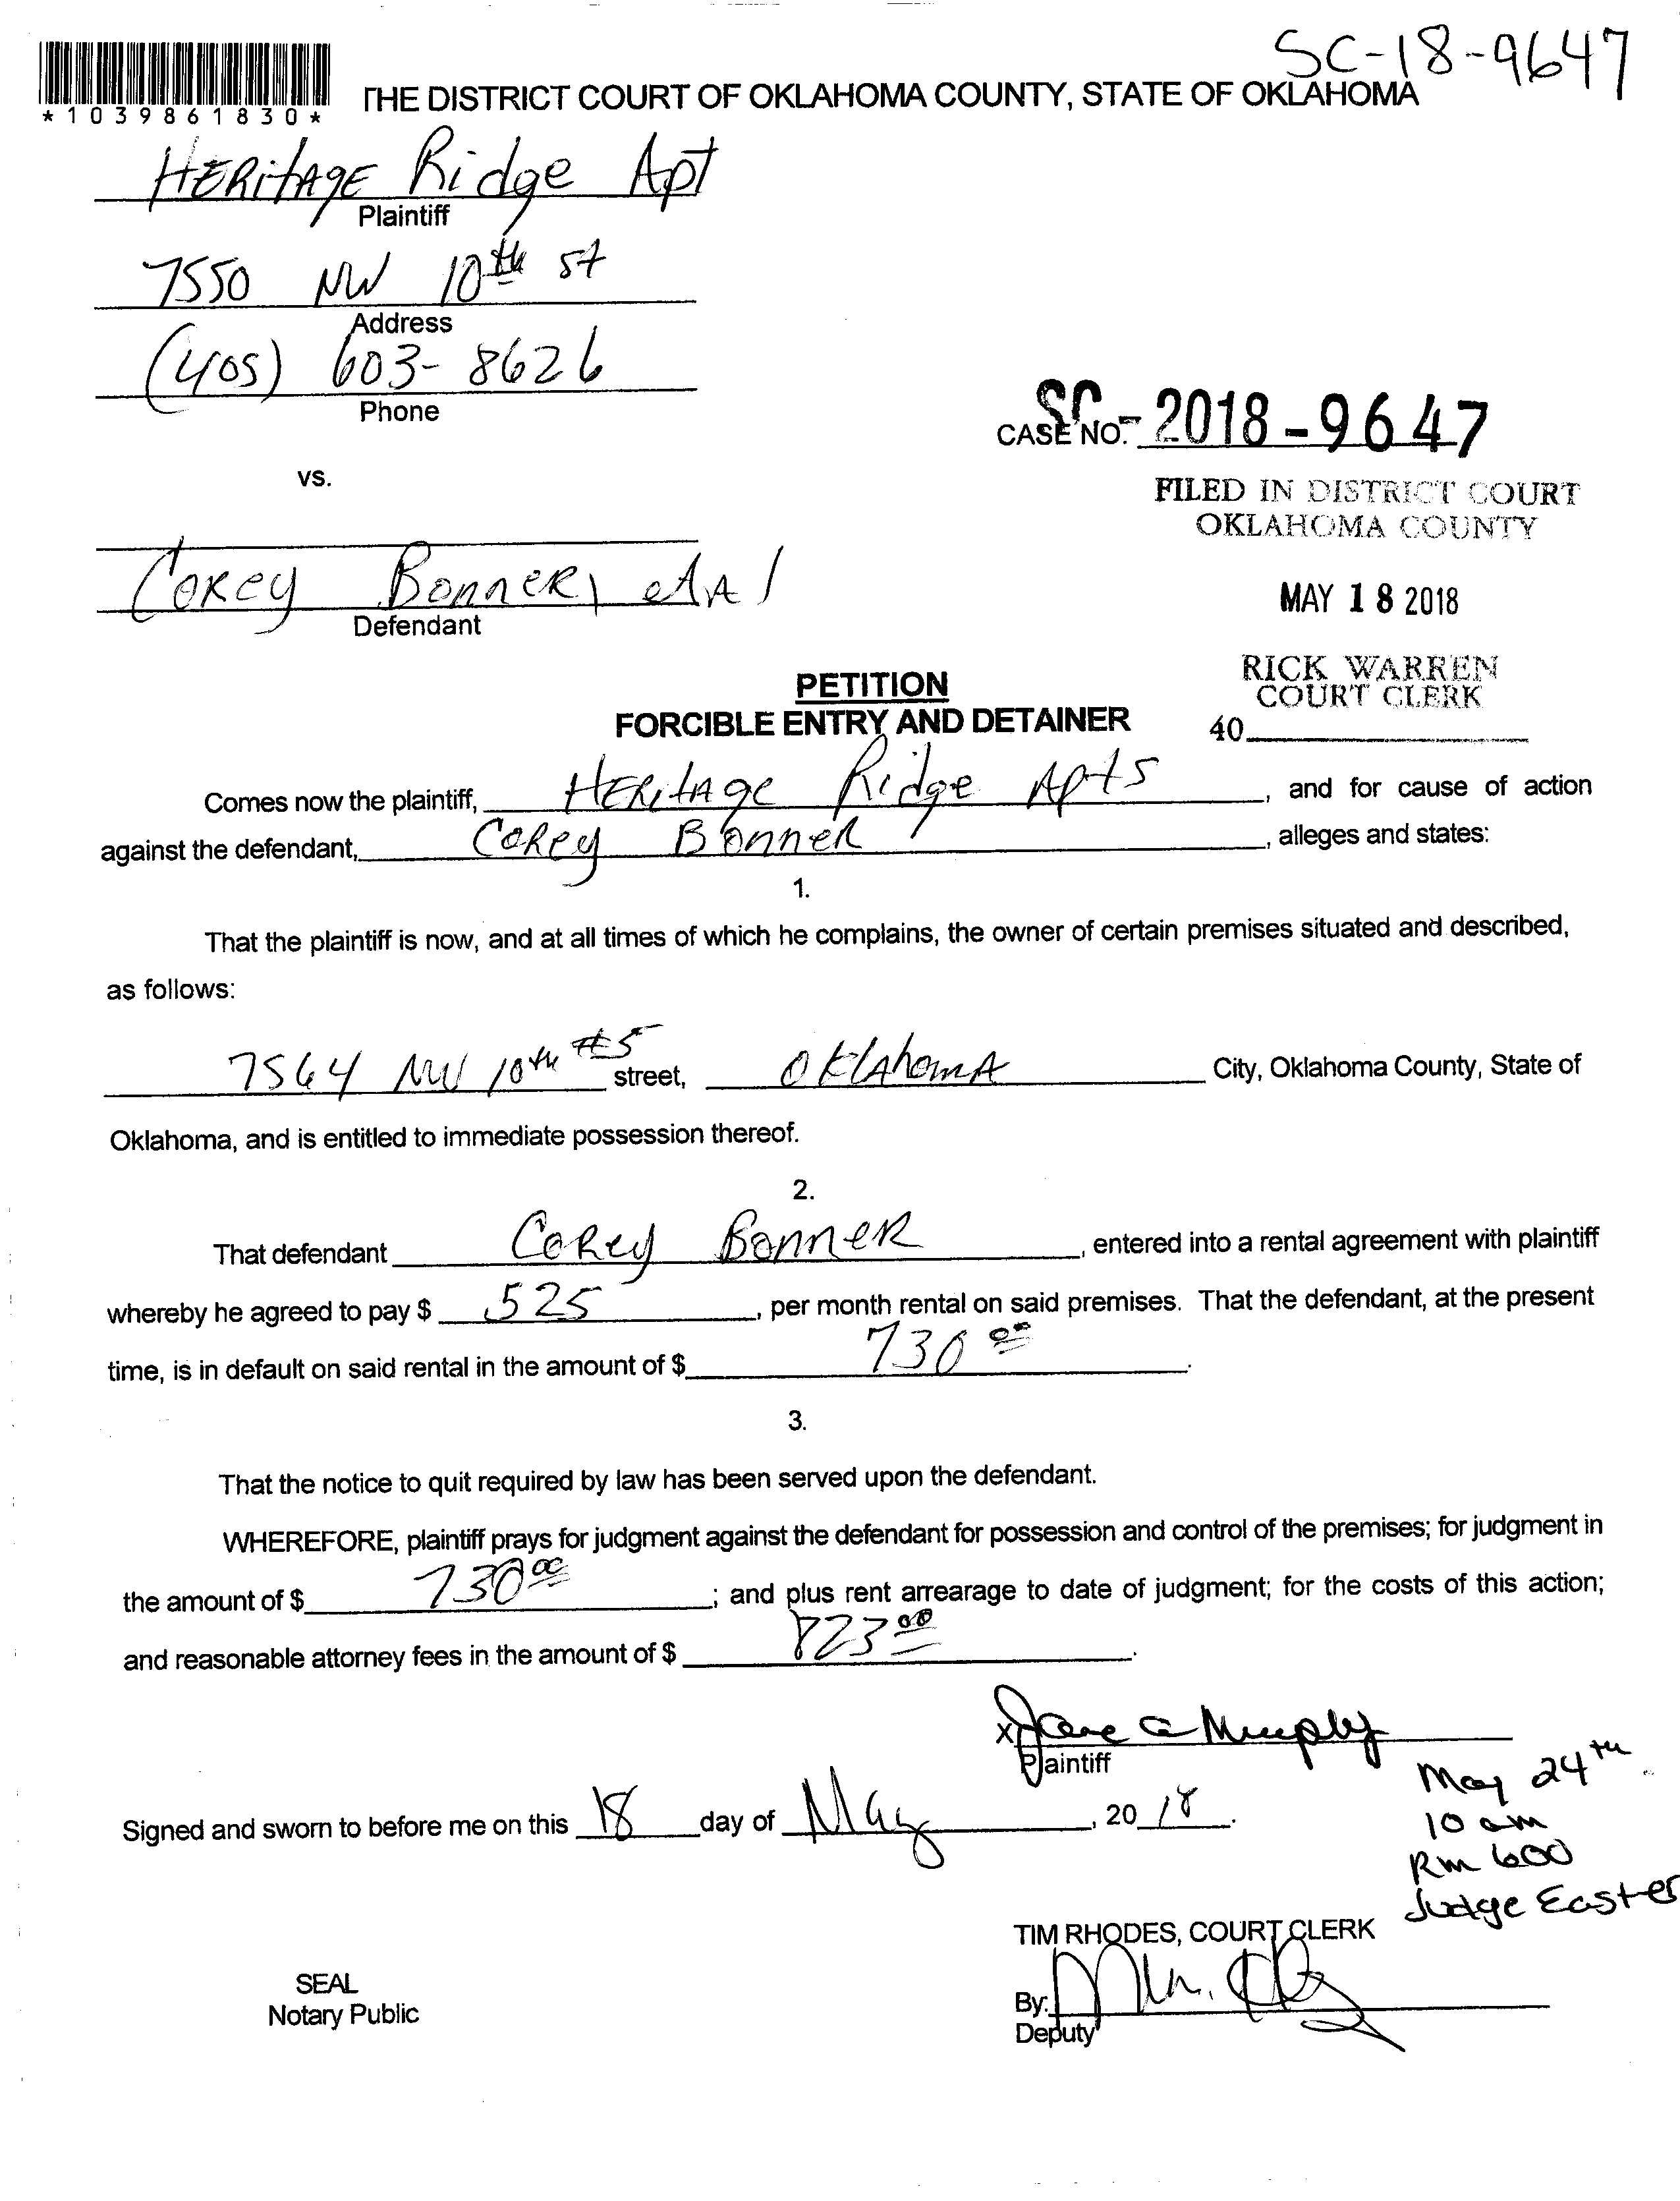 SC-18-9647
*1039861830*
THE DISTRICT COURT OF OKLAHOMA COUNTY, STATE OF OKLAHOMA
HERitAgE Ridge Apt
Plaintiff
7550 NW 10th st
Address
(405) 603-8626
Phone
CASE NO. SC-2018-9647
vs.
FILED IN DISTRICT COURT
OKLAHOMA COUNTY
Corey Bonner, etAl
Defendant
MAY 18 2018
RICK WARREN
COURT CLERK
40
PETITION
FORCIBLE ENTRY AND DETAINER
Comes now the plaintiff, HERitAge Ridge Apts, and for cause of action
against the defendant, Corey Bonner, alleges and states:
1.
That the plaintiff is now, and at all times of which he complains, the owner of certain premises situated and described,
as follows:
7564 NW 10th #5 street, OklAhomA City, Oklahoma County, State of
Oklahoma, and is entitled to immediate possession thereof.
2.
That defendant Corey Bonner, entered into a rental agreement with plaintiff
whereby he agreed to pay $ 525, per month rental on said premises. That the defendant, at the present
time, is in default on said rental in the amount of $ 730 00.
3.
That the notice to quit required by law has been served upon the defendant.
WHEREFORE, plaintiff prays for judgment against the defendant for possession and control of the premises; for judgment in
the amount of $ 730 00; and plus rent arrearage to date of judgment; for the costs of this action;
and reasonable attorney fees in the amount of $ 823 00.
x Jane a Murphy
Plaintiff
May 24th
10 am
Rm 600
Judge Easter
Signed and sworn to before me on this 18 day of May, 20 18.
TIM RHODES, COURT CLERK
SEAL
Notary Public
By:
Deputy